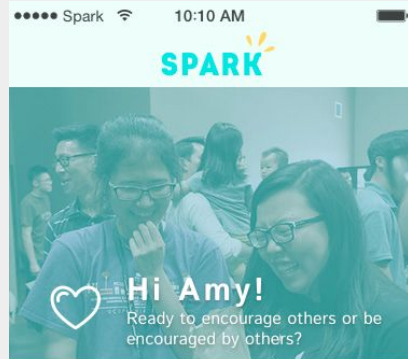 Spark 10:10 AM
SPARK
Hi Amy!
Ready to encourage others or be
encouraged by others?